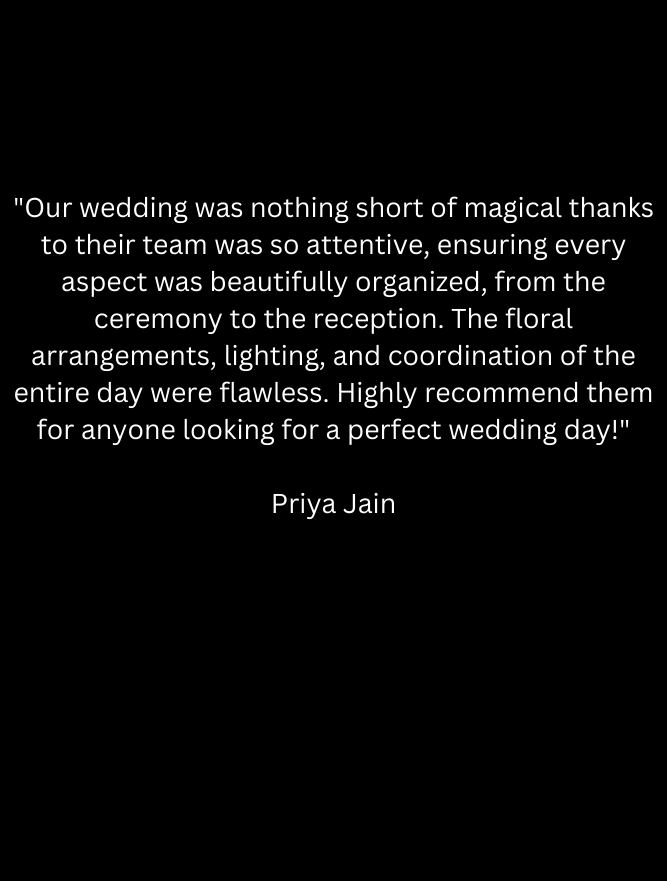 "Our wedding was nothing short of magical thanks
to their team was so attentive, ensuring every
aspect was beautifully organized, from the
ceremony to the reception. The floral
arrangements, lighting, and coordination of the
entire day were flawless. Highly recommend them
for anyone looking for a perfect wedding day!"
Priya Jain